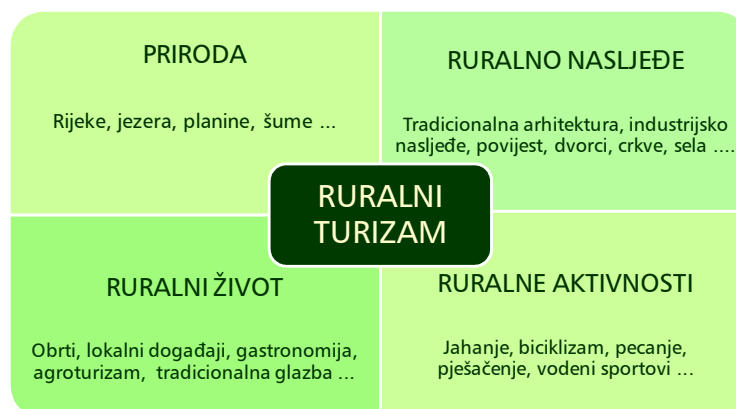 PRIRODA
Rijeke, jezera, planine, šume ...
RURALNO NASLJEĐE
Tradicionalna arhitektura, industrijsko
nasljeđe, povijest, dvorci, crkve, sela ....
RURALNI
TURIZAM
RURALNI ŽIVOT
Obrti, lokalni događaji, gastronomija,
agroturizam, tradicionalna glazba ...
RURALNE AKTIVNOSTI
Jahanje, biciklizam, pecanje,
pješačenje, vodeni sportovi ...